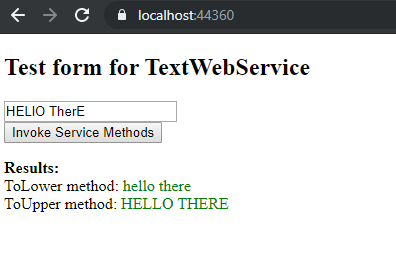 localhost:44360
Test form for TextWebService
HELlO TherE
Invoke Service Methods
Results:
ToLower method: hello there
ToUpper method: HELLO THERE